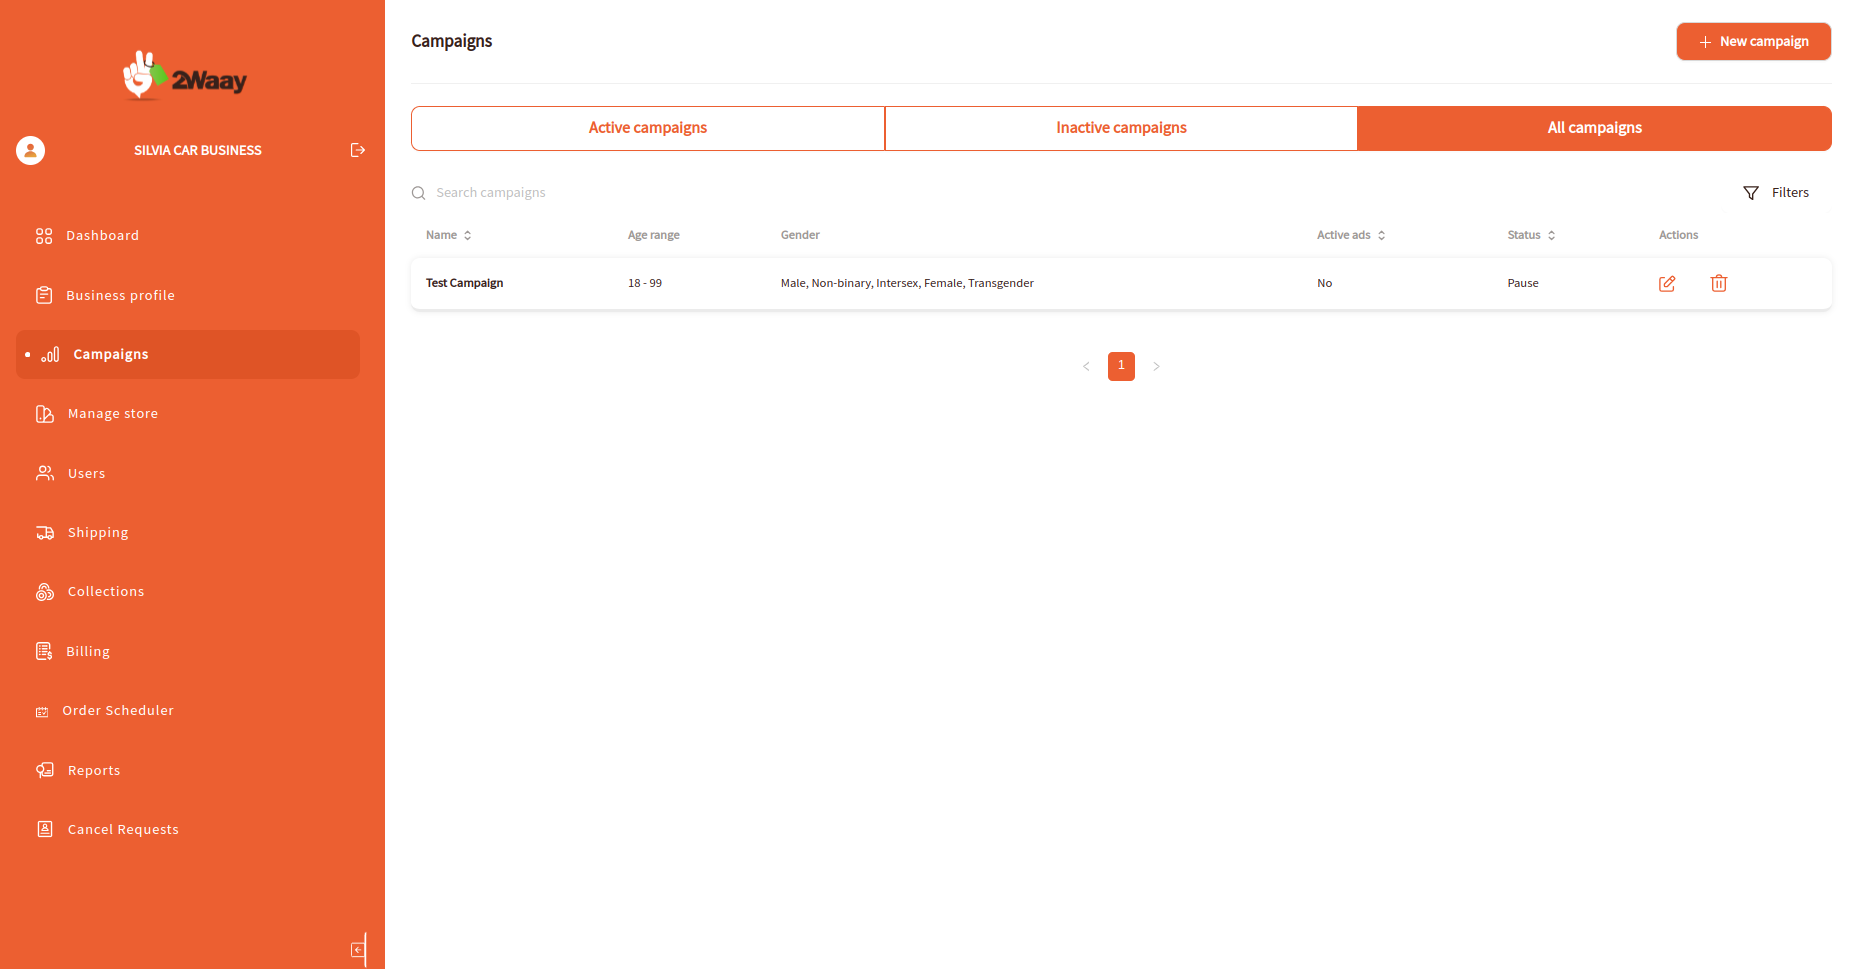 2Waay
SILVIA CAR BUSINESS
Dashboard
Business profile
Campaigns
Manage store
Users
Shipping
Collections
Billing
Order Scheduler
Reports
Cancel Requests
Campaigns
New campaign
Active campaigns
Inactive campaigns
All campaigns
Search campaigns
Filters
Name
Age range
Gender
Active ads
Status
Actions
Test Campaign
18 - 99
Male, Non-binary, Intersex, Female, Transgender
No
Pause
1